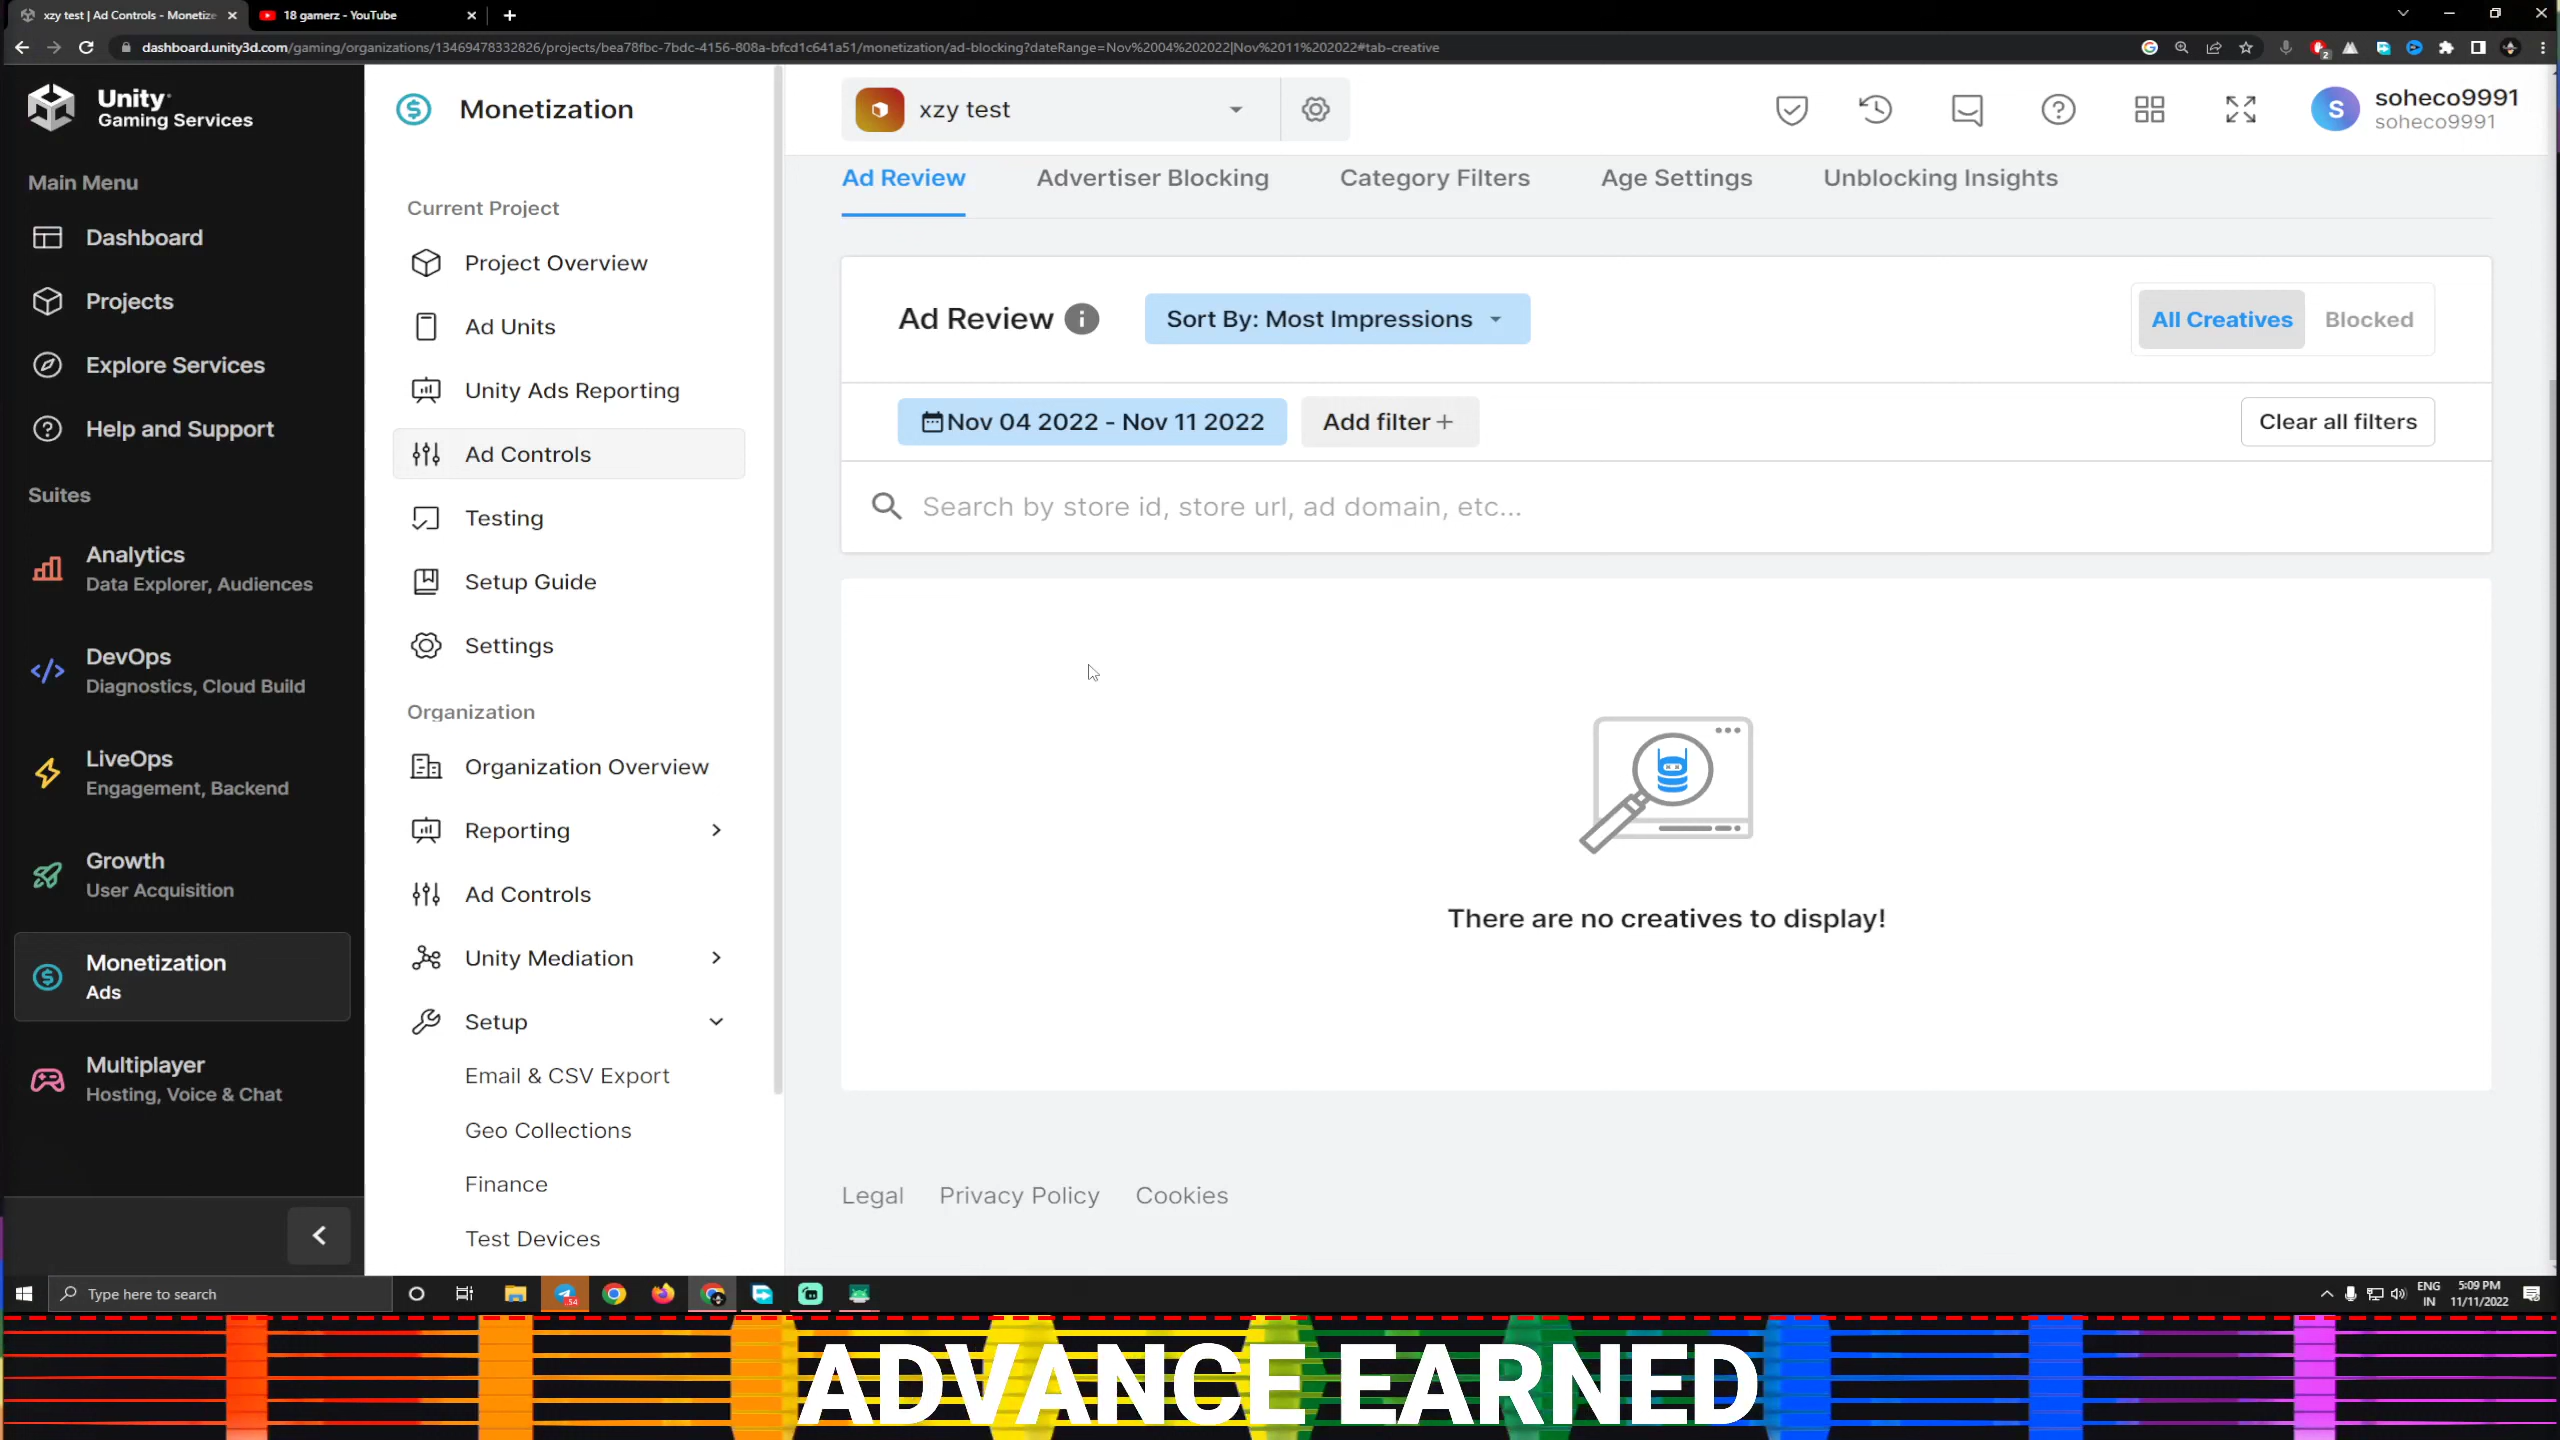 xzy test | Ad Controls - Monetize
18 gamerz - YouTube
dashboard.unity3d.com/gaming/organizations/13469478332826/projects/bea78fbc-7bdc-4156-808a-bfcd1c641a51/monetization/ad-blocking?dateRange=Nov%2004%202022|Nov%2011%202022#tab-creative
Unity
Gaming Services
Main Menu
Dashboard
Projects
Explore Services
Help and Support
Suites
Analytics
Data Explorer, Audiences
DevOps
Diagnostics, Cloud Build
LiveOps
Engagement, Backend
Growth
User Acquisition
Monetization
Ads
Multiplayer
Hosting, Voice & Chat
Monetization
Current Project
Project Overview
Ad Units
Unity Ads Reporting
Ad Controls
Testing
Setup Guide
Settings
Organization
Organization Overview
Reporting
Ad Controls
Unity Mediation
Setup
Email & CSV Export
Geo Collections
Finance
Test Devices
xzy test
S
soheco9991
soheco9991
Ad Review
Advertiser Blocking
Category Filters
Age Settings
Unblocking Insights
Ad Review
Sort By: Most Impressions
All Creatives
Blocked
Nov 04 2022 - Nov 11 2022
Add filter+
Clear all filters
Search by store id, store url, ad domain, etc...
There are no creatives to display!
Legal
Privacy Policy
Cookies
Type here to search
ENG
IN
5:09 PM
11/11/2022
ADVANCE EARNED